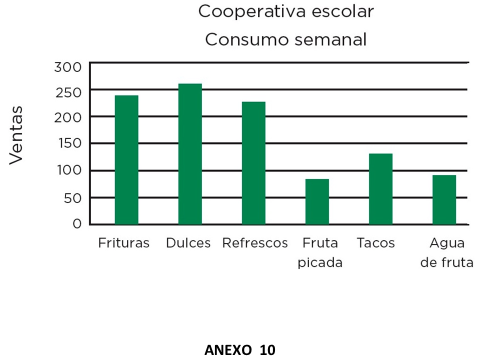 Cooperativa escolar
Consumo semanal
Ventas
300
250
200
150
100
50
0
Frituras Dulces Refrescos Fruta picada Tacos Agua de fruta
ANEXO 10